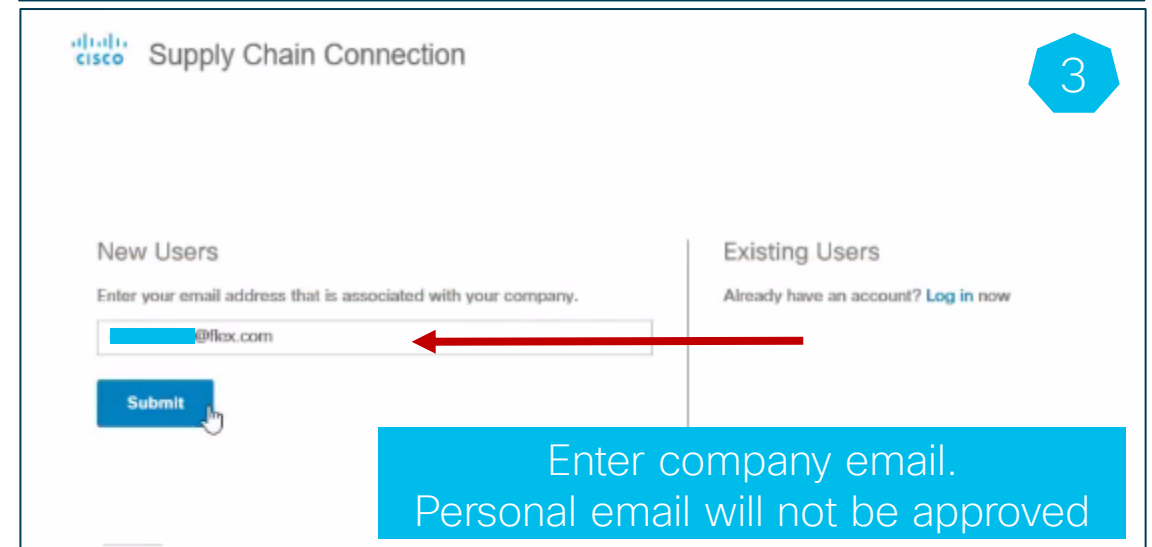 cisco Supply Chain Connection
3
New Users
Enter your email address that is associated with your company.
@flex.com
Submit
Existing Users
Already have an account? Log in now
Enter company email.
Personal email will not be approved